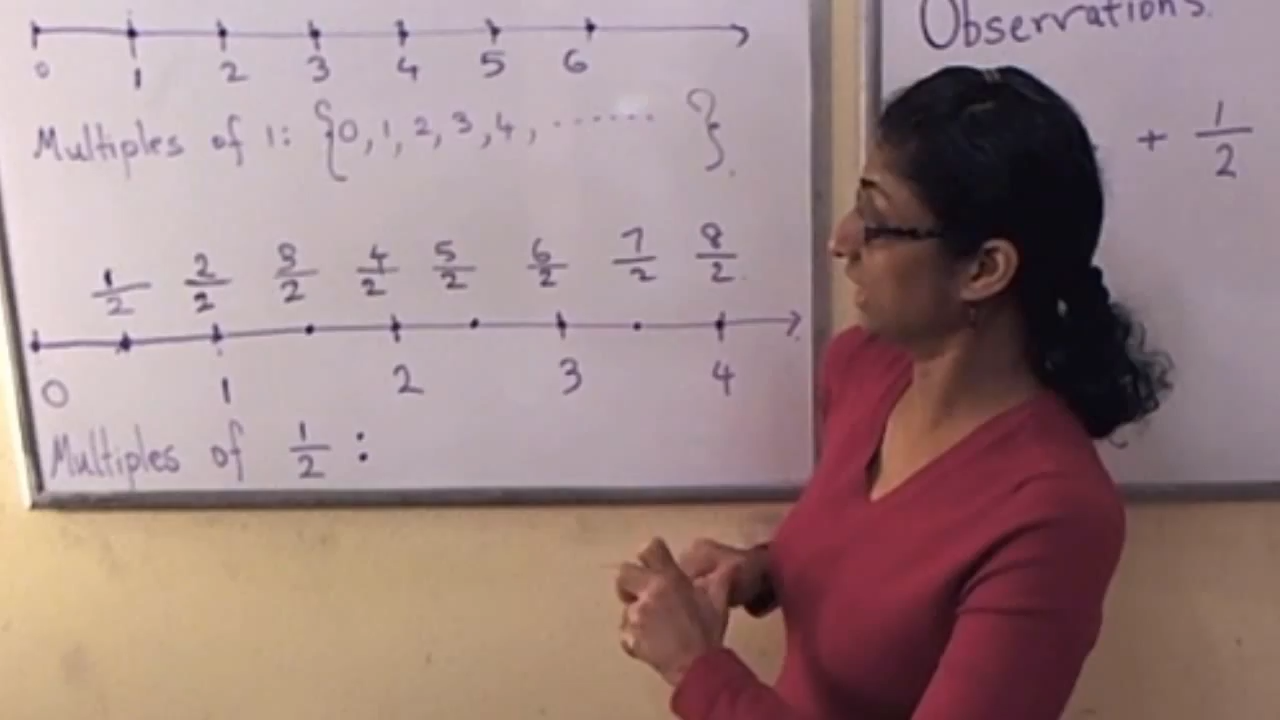 0 1 2 3 4 5 6
Multiples of 1: {0, 1, 2, 3, 4, ...... }.
1/2 2/2 3/2 4/2 5/2 6/2 7/2 8/2
0 1 2 3 4
Multiples of 1/2 :
Observations.
+ 1/2